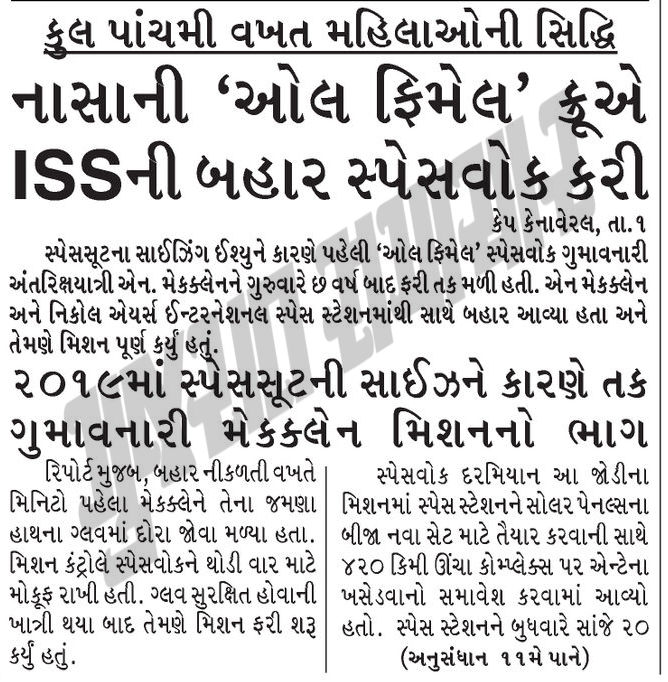 કુલ પાંચમી વખત મહિલાઓની સિદ્ધિ
નાસાની ‘ઓલ ફિમેલ’ ક્રૂએ
ISSની બહાર સ્પેસવોક કરી
કેપ કેનાવેરલ, તા.૧
સ્પેસસૂટના સાઈઝિંગ ઈશ્યુને કારણે પહેલી ‘ઓલ ફિમેલ’ સ્પેસવોક ગુમાવનારી
અંતરિક્ષયાત્રી એન. મેકક્લેનને ગુરુવારે છ વર્ષ બાદ ફરી તક મળી હતી. એન મેકક્લેન
અને નિકોલ એયર્સ ઈન્ટરનેશનલ સ્પેસ સ્ટેશનમાંથી સાથે બહાર આવ્યા હતા અને
તેમણે મિશન પૂર્ણ કર્યું હતું.
૨૦૧૯માં સ્પેસસૂટની સાઈઝને કારણે તક
ગુમાવનારી મેકક્લેન મિશનનો ભાગ
રિપોર્ટ મુજબ, બહાર નીકળતી વખતે
મિનિટો પહેલા મેકક્લેને તેના જમણા
હાથના ગ્લવમાં દોરા જોવા મળ્યા હતા.
મિશન કંટ્રોલે સ્પેસવોકને થોડી વાર માટે
મોકૂફ રાખી હતી. ગ્લવ સુરક્ષિત હોવાની
ખાત્રી થયા બાદ તેમણે મિશન ફરી શરૂ
કર્યું હતું.
સ્પેસવોક દરમિયાન આ જોડીના
મિશનમાં સ્પેસ સ્ટેશનને સોલર પેનલ્સના
બીજા નવા સેટ માટે તૈયાર કરવાની સાથે
૪૨૦ કિમી ઊંચા કોમ્પ્લેક્સ પર એન્ટેના
ખસેડવાનો સમાવેશ કરવામાં આવ્યો
હતો. સ્પેસ સ્ટેશનને બુધવારે સાંજે ૨૦
(અનુસંધાન ૧૧મે પાને)
ગુજરાત સમાચાર